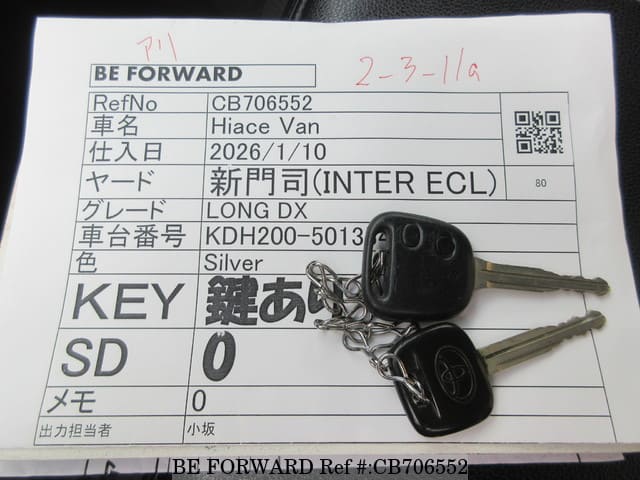 アリ
2-3-11a
BE FORWARD
RefNo CB706552
車名 Hiace Van
仕入日 2026/1/10
ヤード 新門司(INTER ECL) 80
グレード LONG DX
車台番号 KDH200-5013
色 Silver
KEY 鍵あり
SD 0
メモ 0
出力担当者 小坂
BE FORWARD Ref #:CB706552